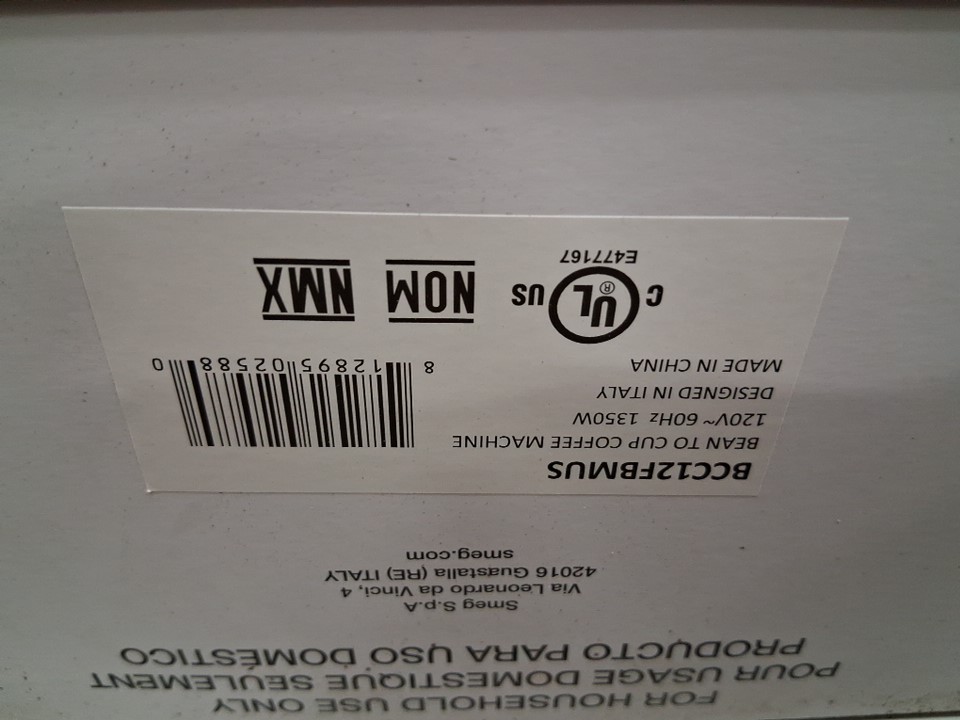 FOR HOUSEHOLD USE ONLY
POUR USAGE DOMESTIQUE SEULEMENT
PRODUCTO PARA USO DOMÉSTICO
Smeg S.p.A
Via Leonardo da Vinci, 4
42016 Guastalla (RE) ITALY
smeg.com
BCC12FBMUS
BEAN TO CUP COFFEE MACHINE
120V~ 60Hz 1350W
DESIGNED IN ITALY
MADE IN CHINA
8 12895 02588 0
C UL ® US
E477167
NOM
NMX